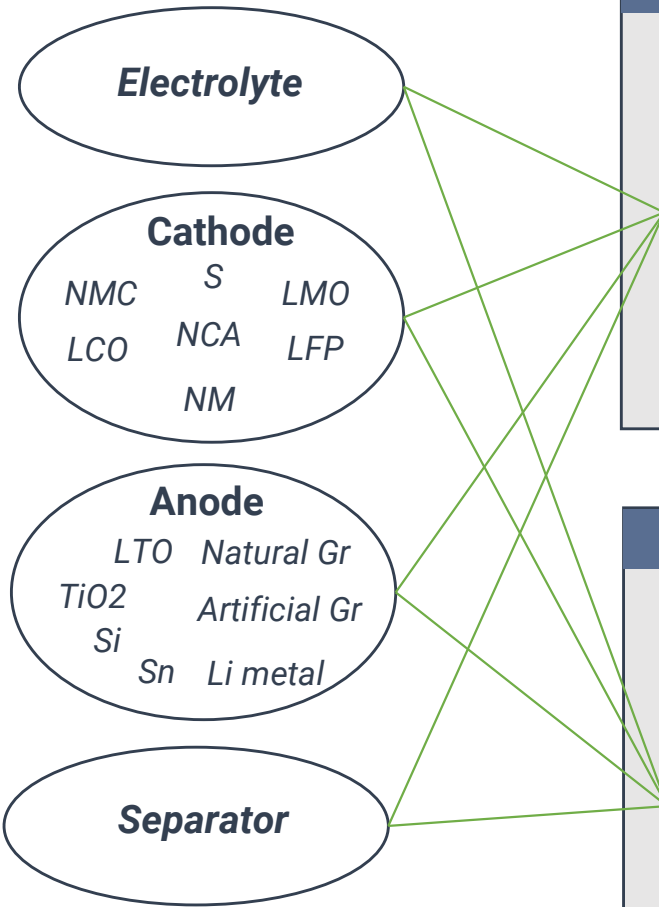 Electrolyte
Cathode
S
NMC
LMO
NCA
LCO
LFP
NM
Anode
LTO Natural Gr
TiO2
Artificial Gr
Si
Sn Li metal
Separator